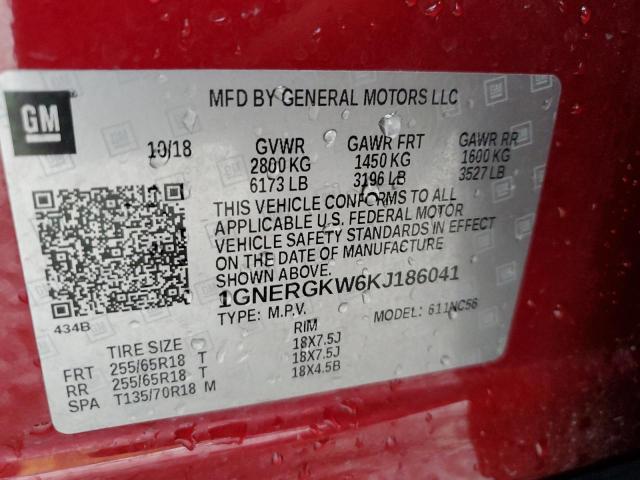 GM
MFD BY GENERAL MOTORS LLC
10/18 GVWR GAWR FRT GAWR RR
2800 KG 1450 KG 1600 KG
6173 LB 3196 LB 3527 LB
THIS VEHICLE CONFORMS TO ALL
APPLICABLE U.S. FEDERAL MOTOR
VEHICLE SAFETY STANDARDS IN EFFECT
ON THE DATE OF MANUFACTURE
SHOWN ABOVE.
1GNERGKW6KJ186041
434B TYPE: M.P.V. MODEL: 611NC56
TIRE SIZE RIM
FRT 255/65R18 T 18X7.5J
RR 255/65R18 T 18X7.5J
SPA T135/70R18 M 18X4.5B